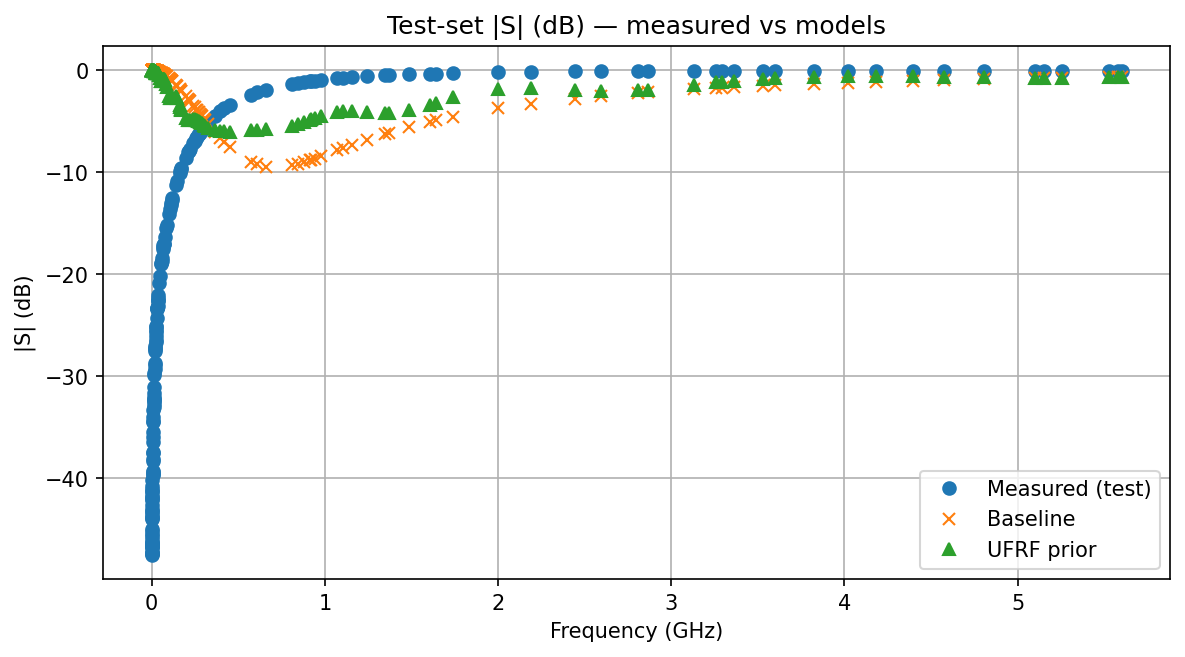 Test-set |S| (dB) — measured vs models
|S| (dB)
0
−10
−20
−30
−40
0 1 2 3 4 5
Frequency (GHz)
Measured (test)
Baseline
UFRF prior